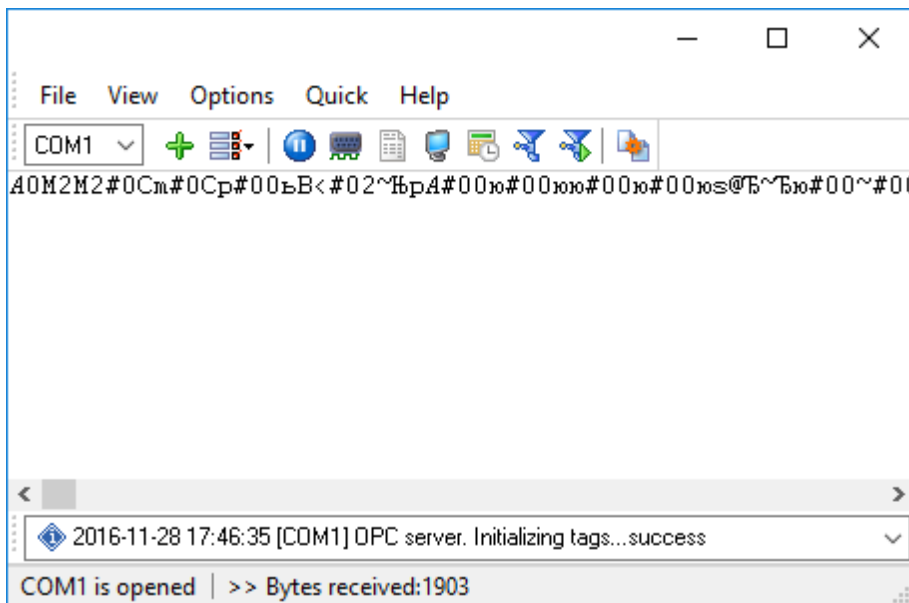 File View Options Quick Help
COM1
A0M2M2#0Cm#0Cp#00ьB<#02~ЊpA#00ю#00юю#00ю#00юs@Ђ~Ђю#00~#00
2016-11-28 17:46:35 [COM1] OPC server. Initializing tags...success
COM1 is opened >> Bytes received:1903